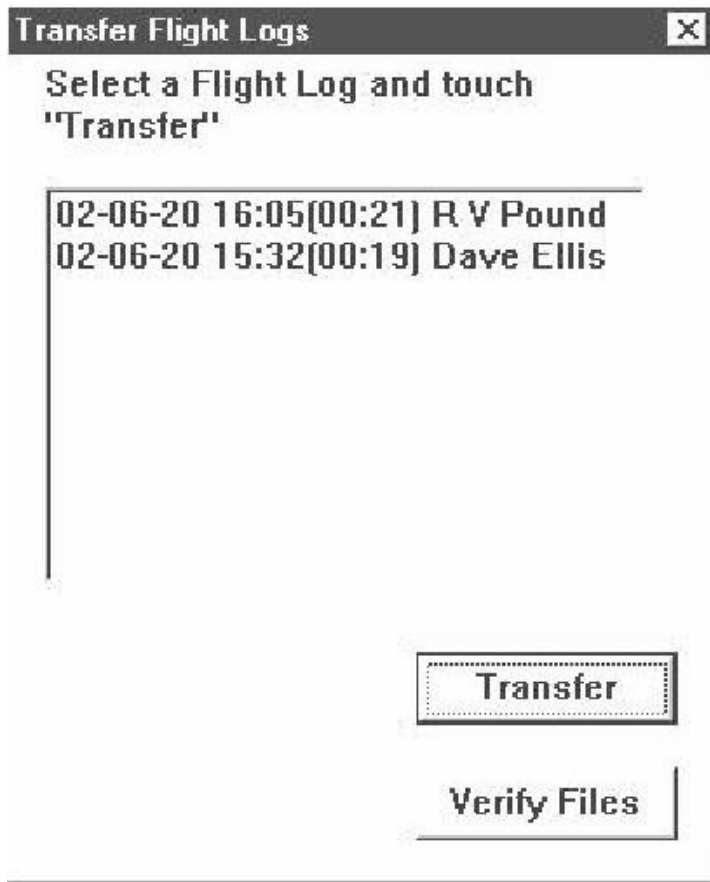 Transfer Flight Logs
Select a Flight Log and touch
"Transfer"
02-06-20 16:05(00:21) R V Pound
02-06-20 15:32(00:19) Dave Ellis
Transfer
Verify Files